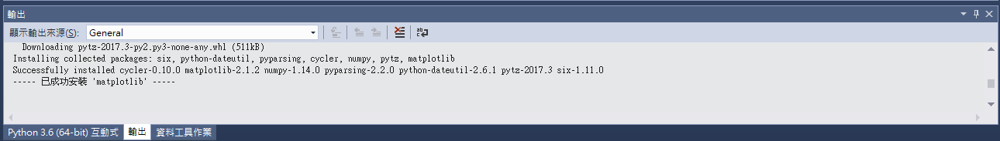 輸出
顯示輸出來源(S): General
Downloading pytz-2017.3-py2.py3-none-any.whl (511kB)
Installing collected packages: six, python-dateutil, pyparsing, cycler, numpy, pytz, matplotlib
Successfully installed cycler-0.10.0 matplotlib-2.1.2 numpy-1.14.0 pyparsing-2.2.0 python-dateutil-2.6.1 pytz-2017.3 six-1.11.0
----- 已成功安裝 'matplotlib' -----
Python 3.6 (64-bit) 互動式 輸出 資料工具作業